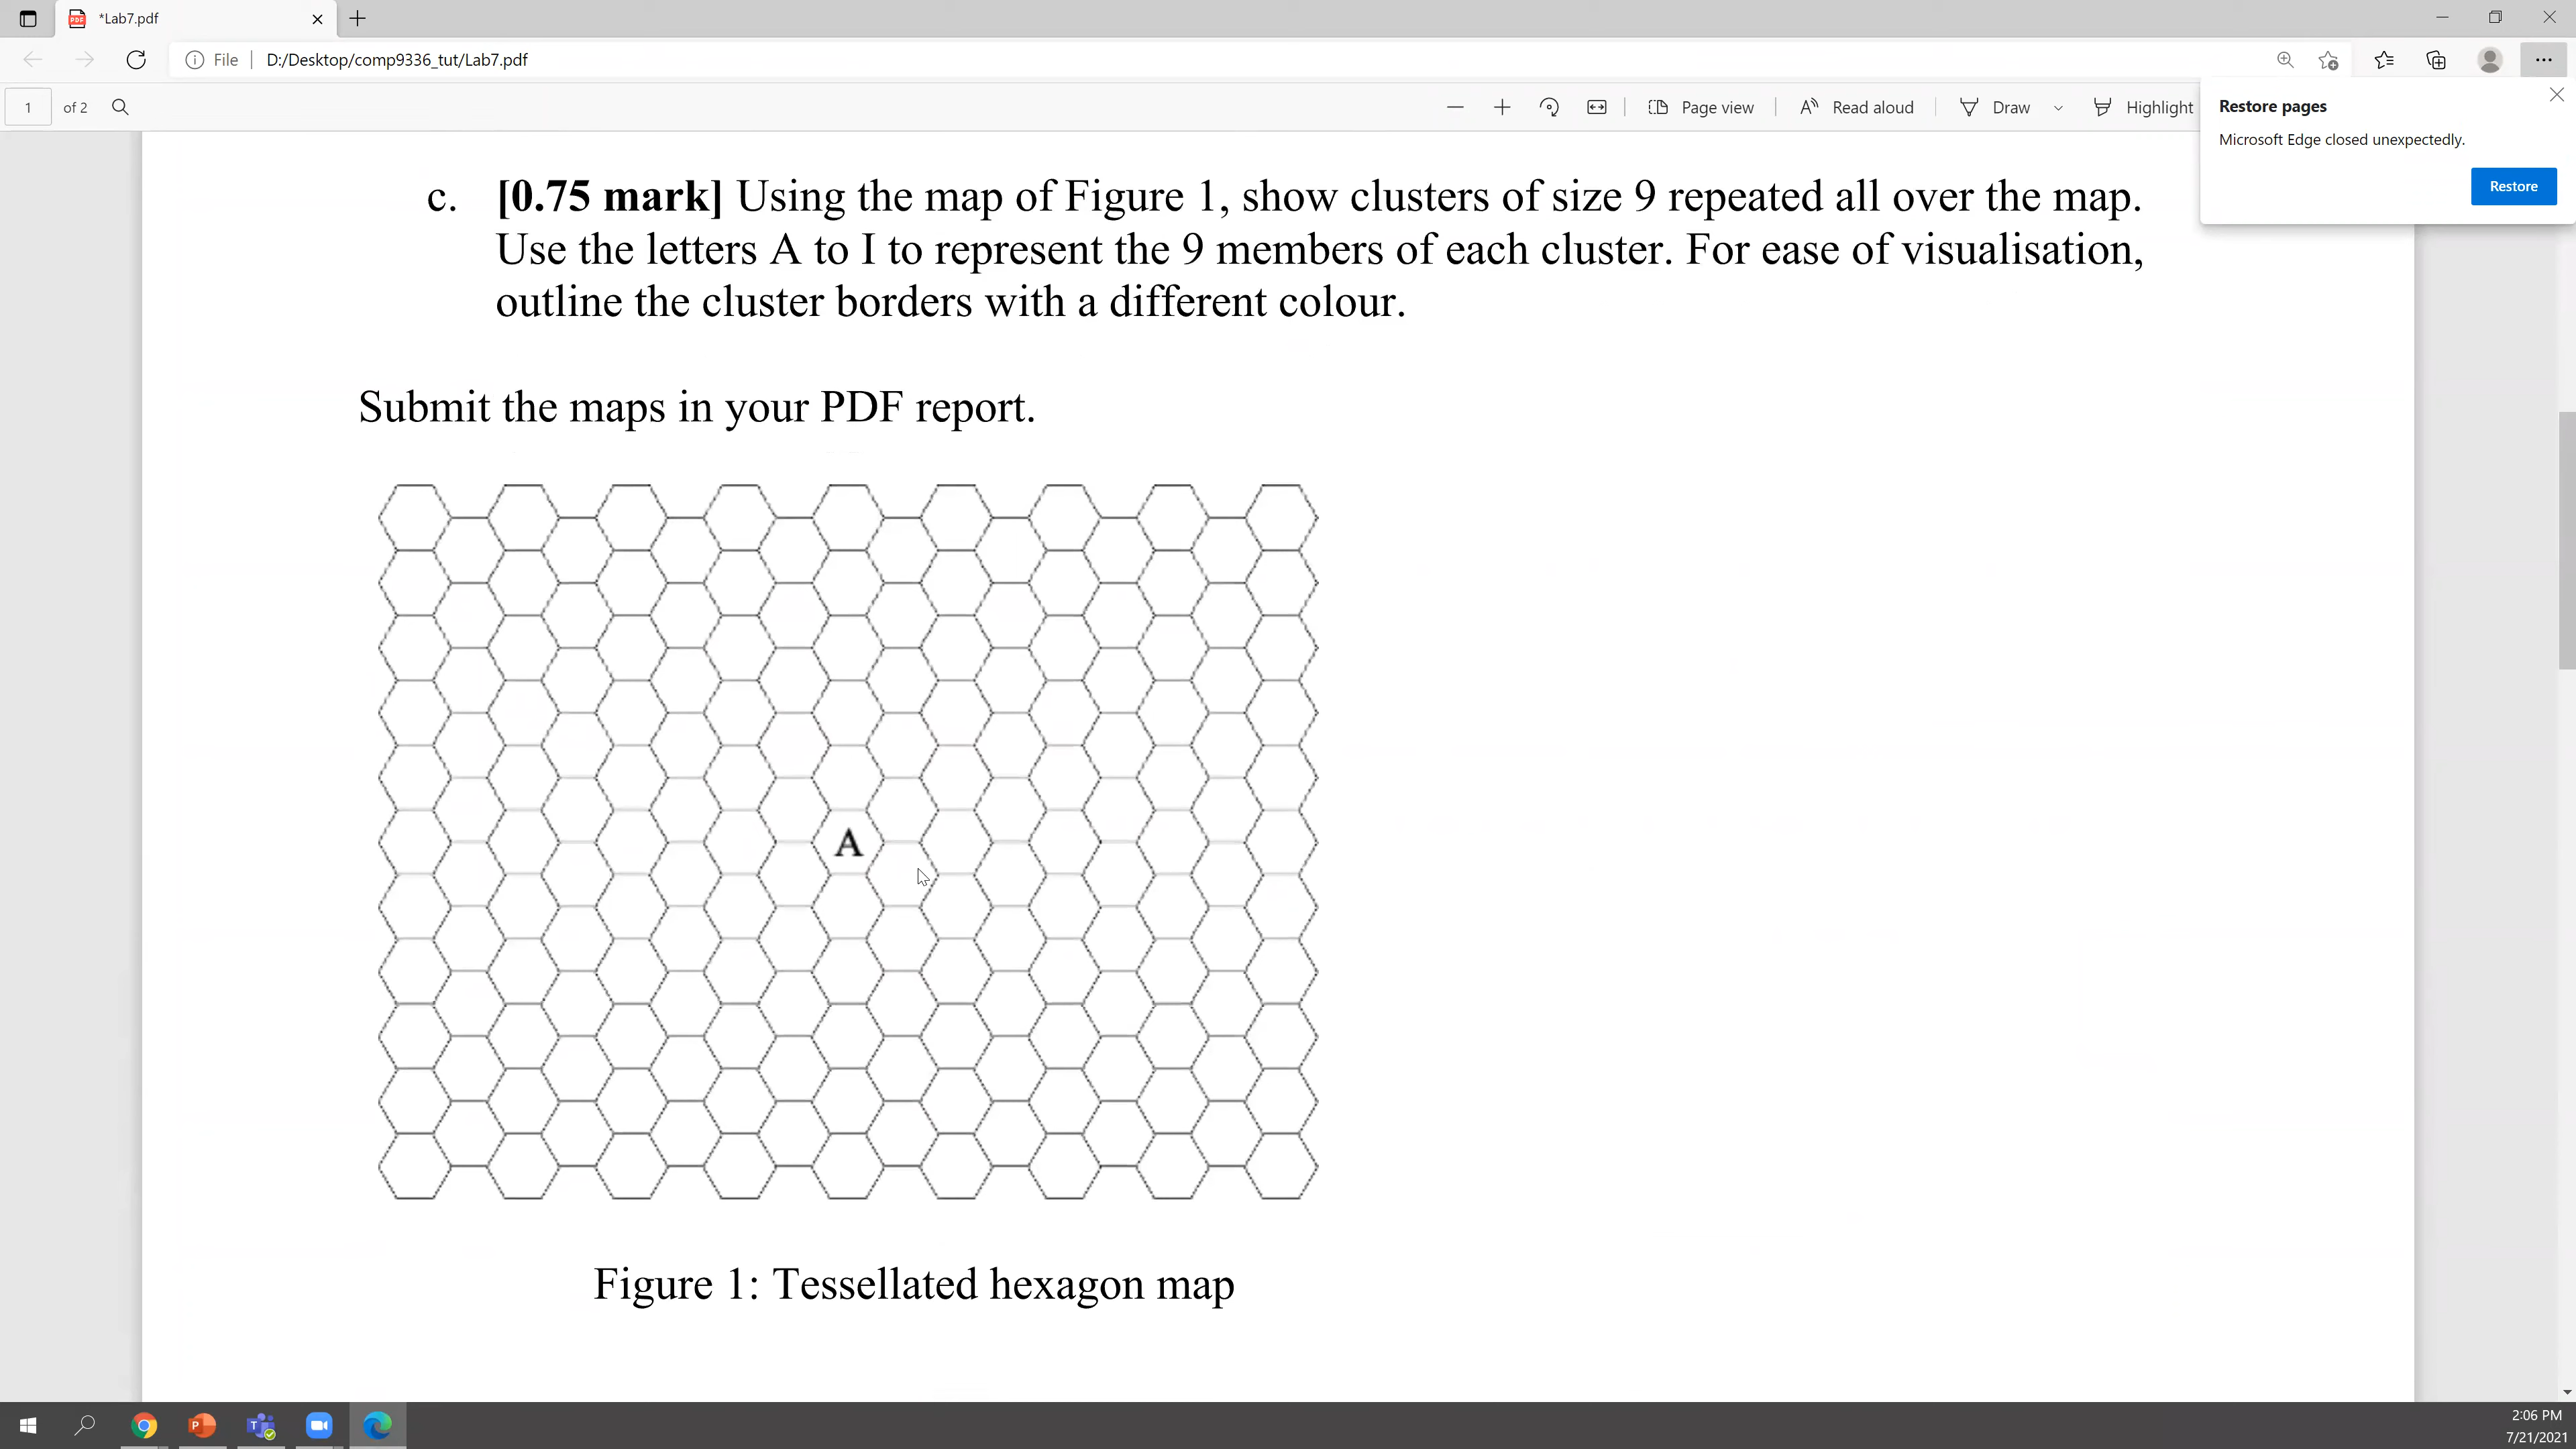 *Lab7.pdf
File D:/Desktop/comp9336_tut/Lab7.pdf
1 of 2 Page view Read aloud Draw Highlight
Restore pages
Microsoft Edge closed unexpectedly.
Restore
c. [0.75 mark] Using the map of Figure 1, show clusters of size 9 repeated all over the map.
Use the letters A to I to represent the 9 members of each cluster. For ease of visualisation,
outline the cluster borders with a different colour.
Submit the maps in your PDF report.
A
Figure 1: Tessellated hexagon map
2:06 PM
7/21/2021